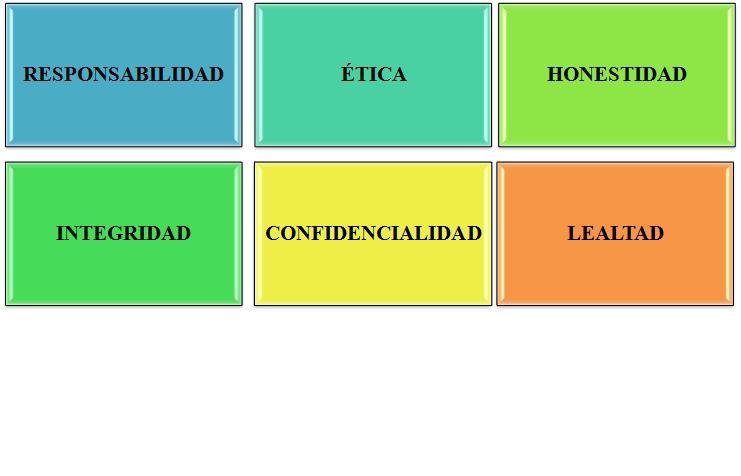 RESPONSABILIDAD
ÉTICA
HONESTIDAD
INTEGRIDAD
CONFIDENCIALIDAD
LEALTAD